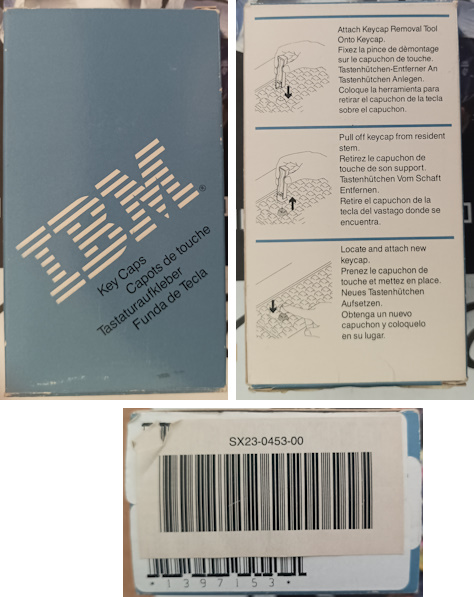 IBM®
Key Caps
Capots de touche
Tastaturaufkleber
Funda de Tecla
Attach Keycap Removal Tool
Onto Keycap.
Fixez la pince de démontage
sur le capuchon de touche.
Tastenhütchen-Entferner An
Tastenhütchen Anlegen.
Coloque la herramienta para
retirar el capuchon de la tecla
sobre el capuchon.
Pull off keycap from resident
stem.
Retirez le capuchon de
touche de son support.
Tastenhütchen Vom Schaft
Entfernen.
Retire el capuchon de la
tecla del vastago donde se
encuentra.
Locate and attach new
keycap.
Prenez le capuchon de
touche et mettez en place.
Neues Tastenhütchen
Aufsetzen.
Obtenga un nuevo
capuchon y coloquelo
en su lugar.
SX23-0453-00
*1397153*